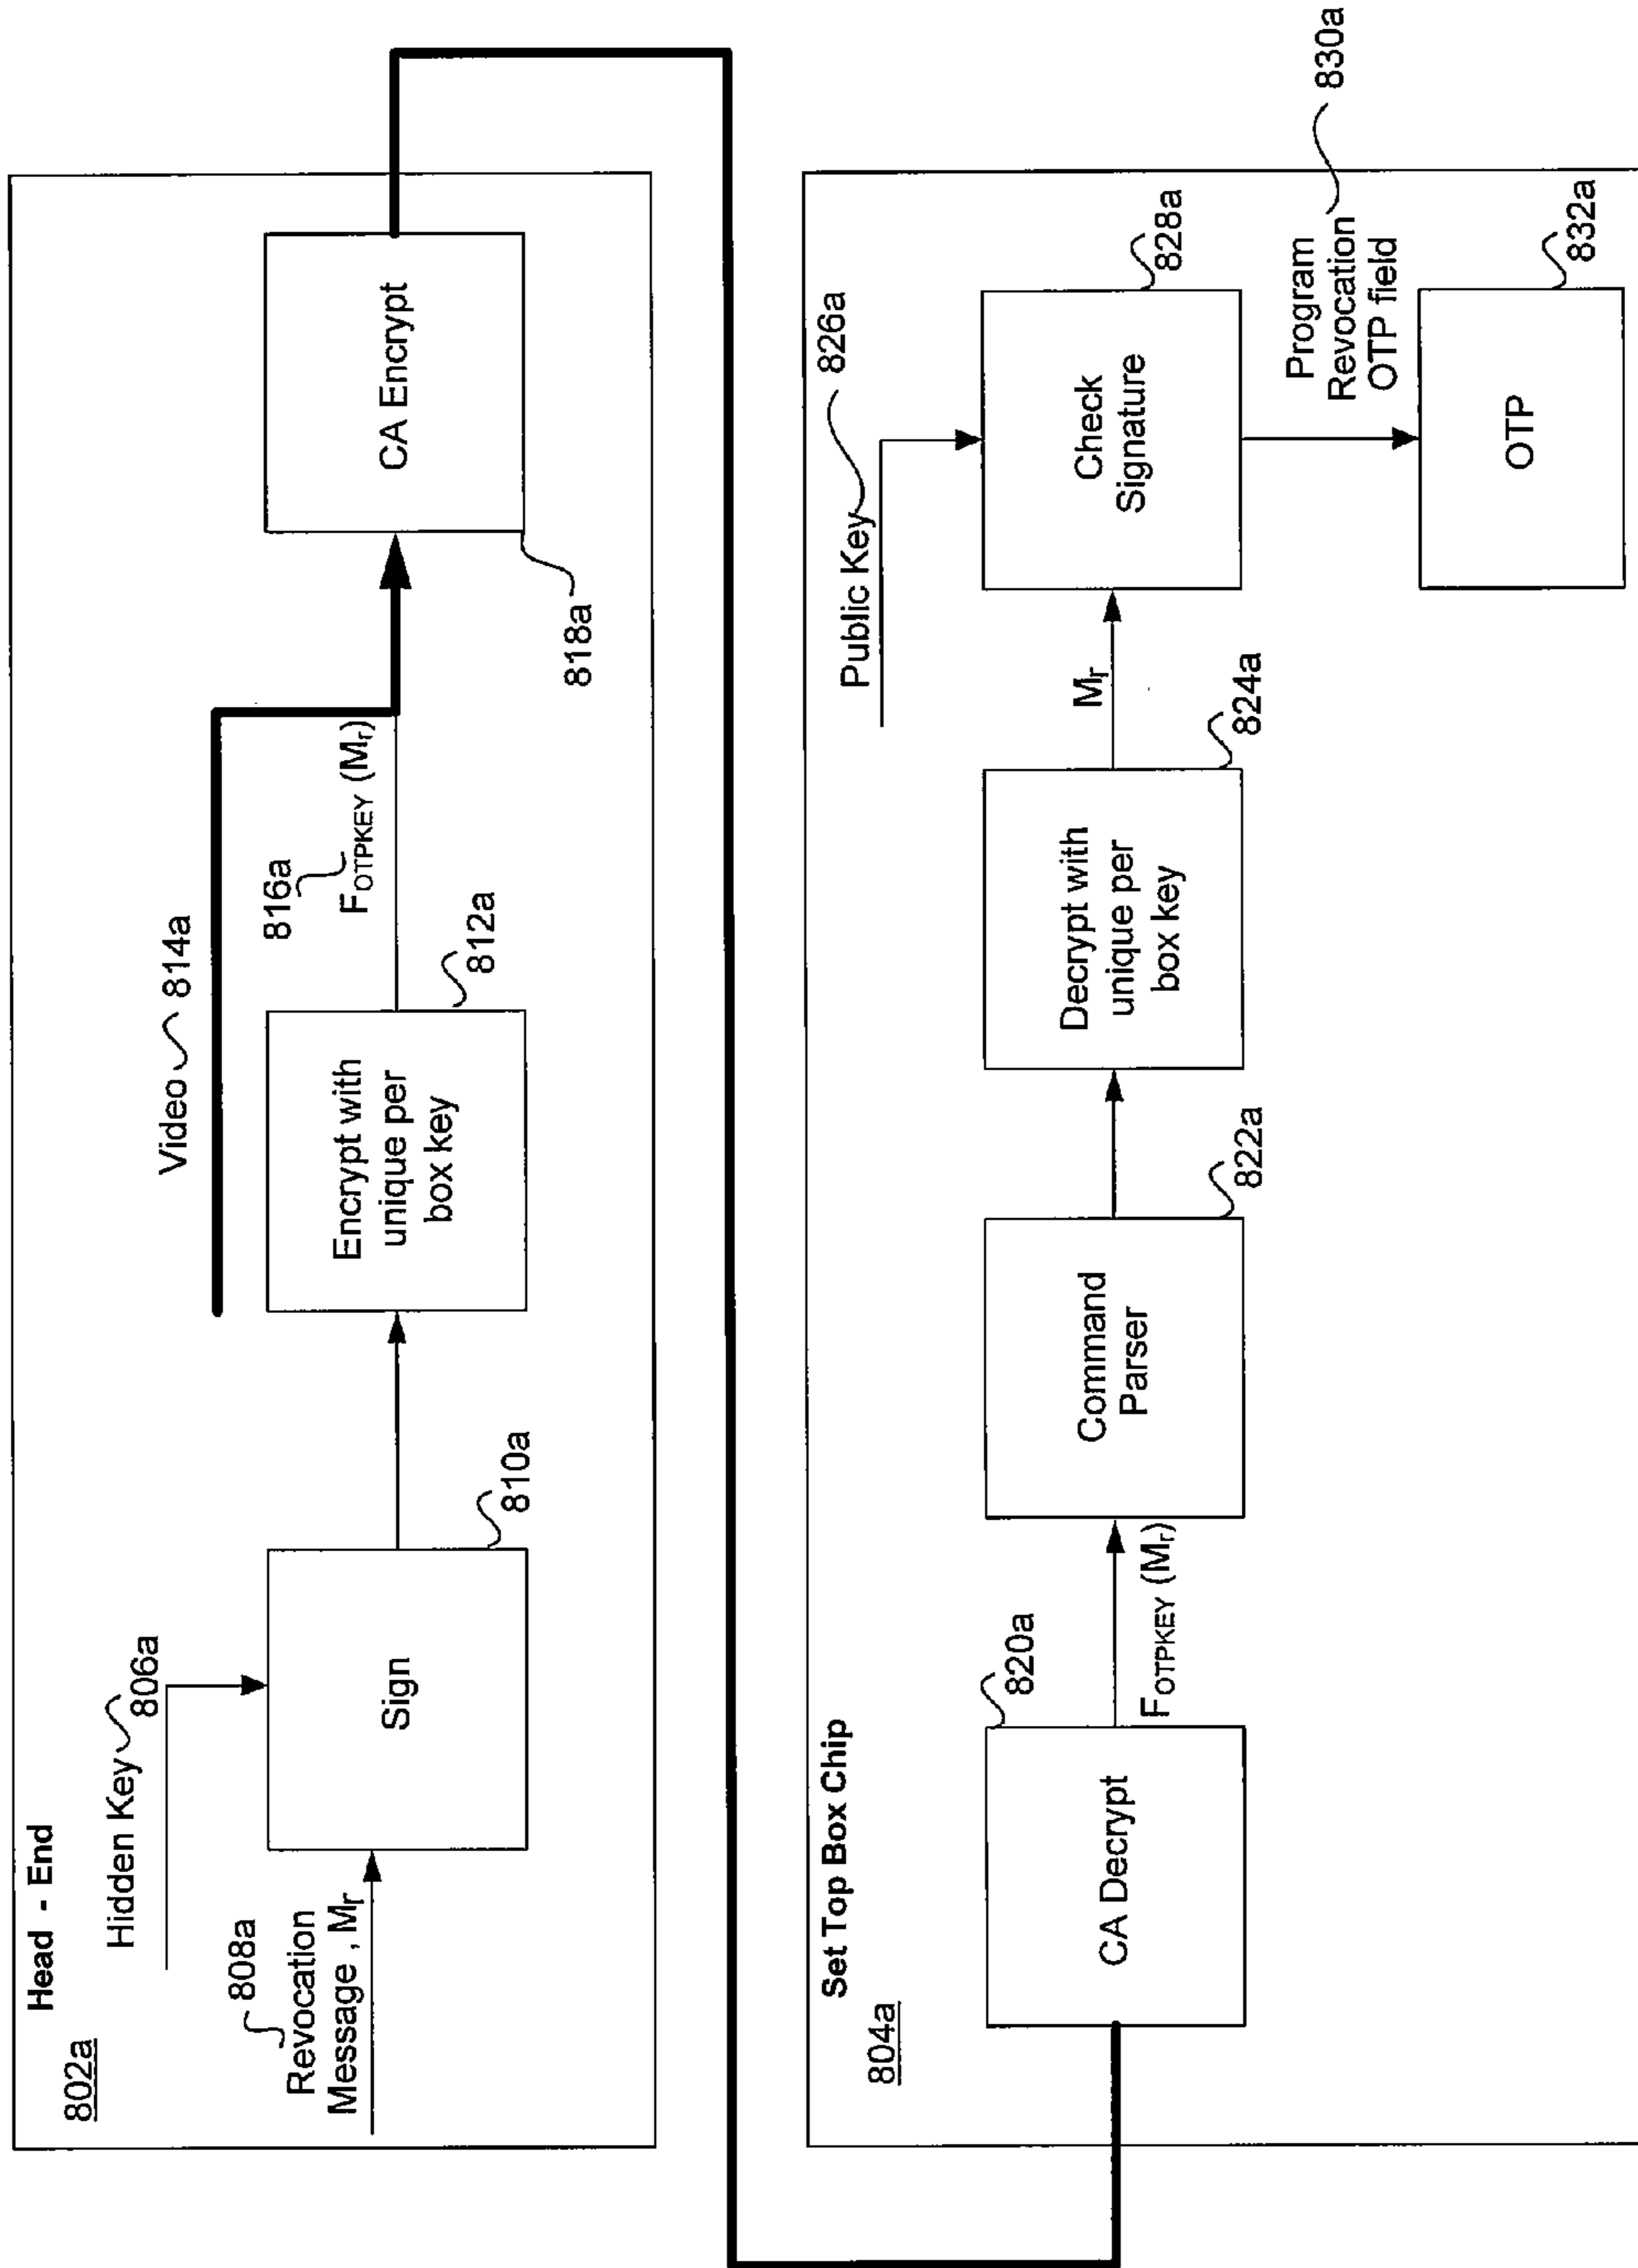 Head - End
802a
Hidden Key
806a
808a
Revocation
Message , Mr
Sign
810a
Encrypt with
unique per
box key
812a
Video
814a
816a
FOTPKEY (Mr)
CA Encrypt
818a
Set Top Box Chip
804a
CA Decrypt
820a
FOTPKEY (Mr)
Command
Parser
822a
Decrypt with
unique per
box key
824a
Mr
Public Key
826a
Check
Signature
828a
Program
Revocation
OTP field
830a
OTP
832a